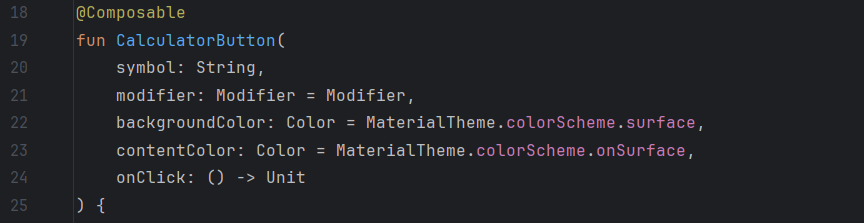 18 @Composable
19 fun CalculatorButton(
20 symbol: String,
21 modifier: Modifier = Modifier,
22 backgroundColor: Color = MaterialTheme.colorScheme.surface,
23 contentColor: Color = MaterialTheme.colorScheme.onSurface,
24 onClick: () -> Unit
25 ) {